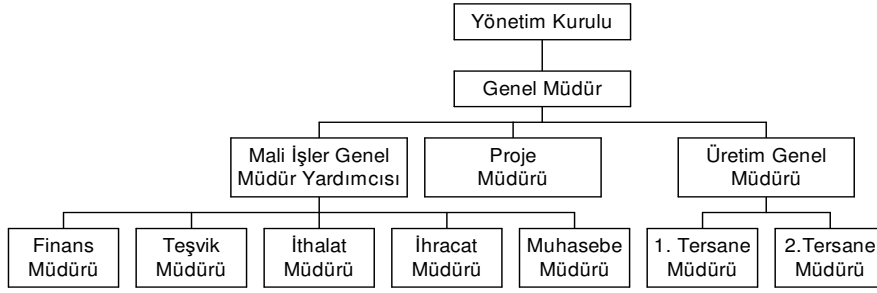 Yönetim Kurulu
Genel Müdür
Mali İşler Genel
Müdür Yardımcısı
Proje
Müdürü
Üretim Genel
Müdürü
Finans
Müdürü
Teşvik
Müdürü
İthalat
Müdürü
İhracat
Müdürü
Muhasebe
Müdürü
1. Tersane
Müdürü
2.Tersane
Müdürü